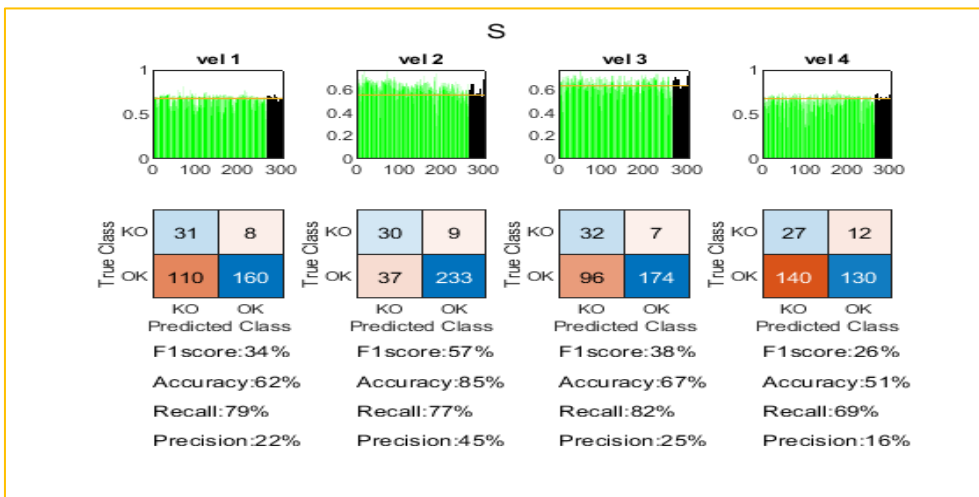 S
vel 1 vel 2 vel 3 vel 4
1 0.6 0.6 1
0.5 0.4 0.4 0.5
0.2 0.2
0 0 0 0
0 100 200 300 0 100 200 300 0 100 200 300 0 100 200 300
True Class KO 31 8 True Class KO 30 9 True Class KO 32 7 True Class KO 27 12
OK 110 160 OK 37 233 OK 96 174 OK 140 130
KO OK KO OK KO OK KO OK
Predicted Class Predicted Class Predicted Class Predicted Class
F1score:34% F1score:57% F1score:38% F1score:26%
Accuracy:62% Accuracy:85% Accuracy:67% Accuracy:51%
Recall:79% Recall:77% Recall:82% Recall:69%
Precision:22% Precision:45% Precision:25% Precision:16%